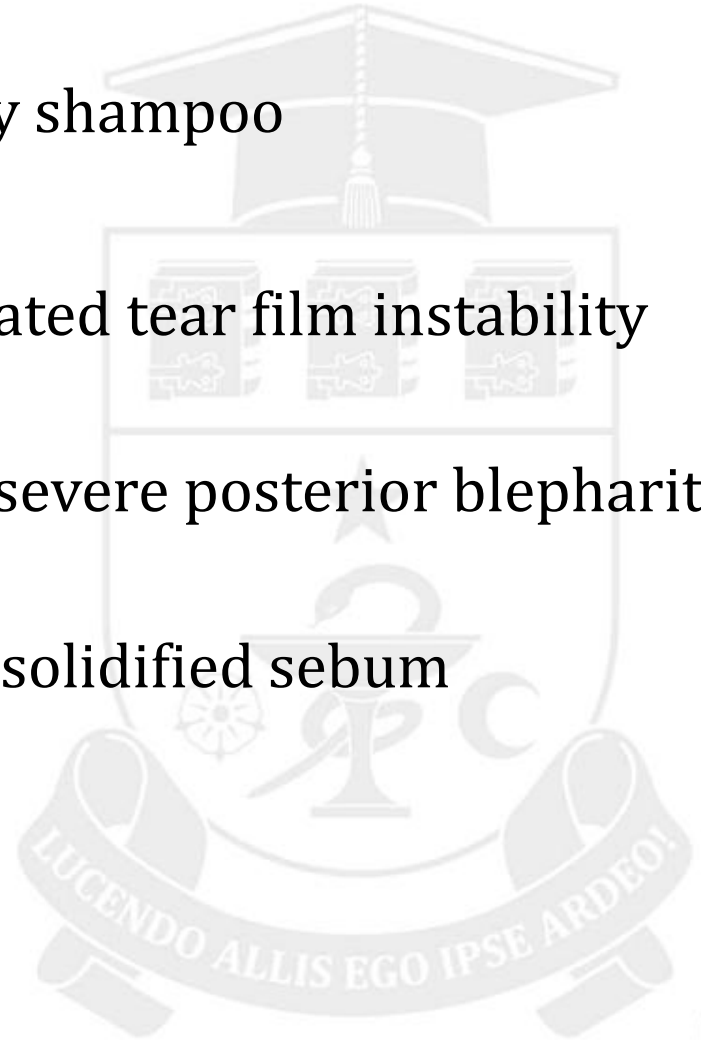 y shampoo
ated tear film instability
severe posterior blepharit
solidified sebum
LUCENDO ALLIS EGO IPSE ARDEO!